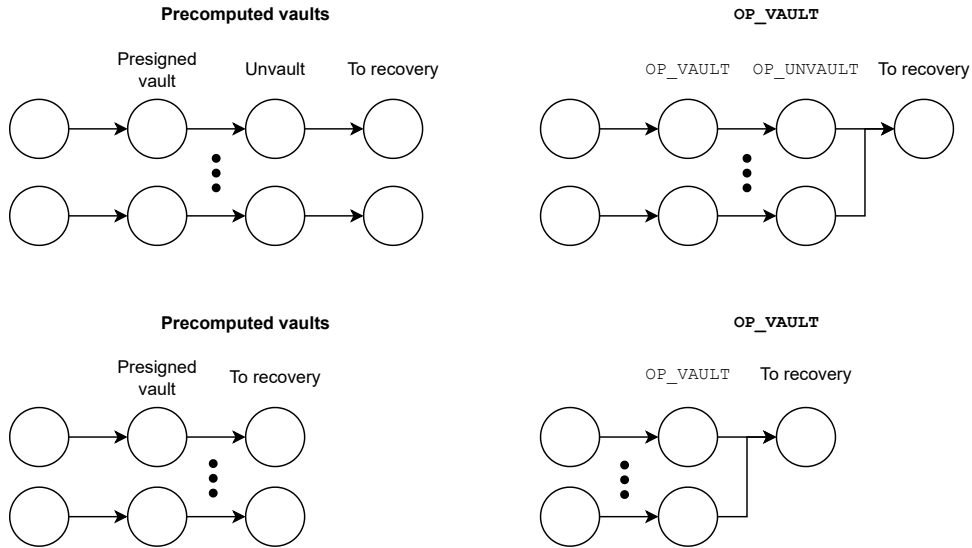 Precomputed vaults
Presigned
vault
Unvault
To recovery
OP_VAULT
OP_VAULT
OP_UNVAULT
To recovery
Precomputed vaults
Presigned
vault
To recovery
OP_VAULT
OP_VAULT
To recovery